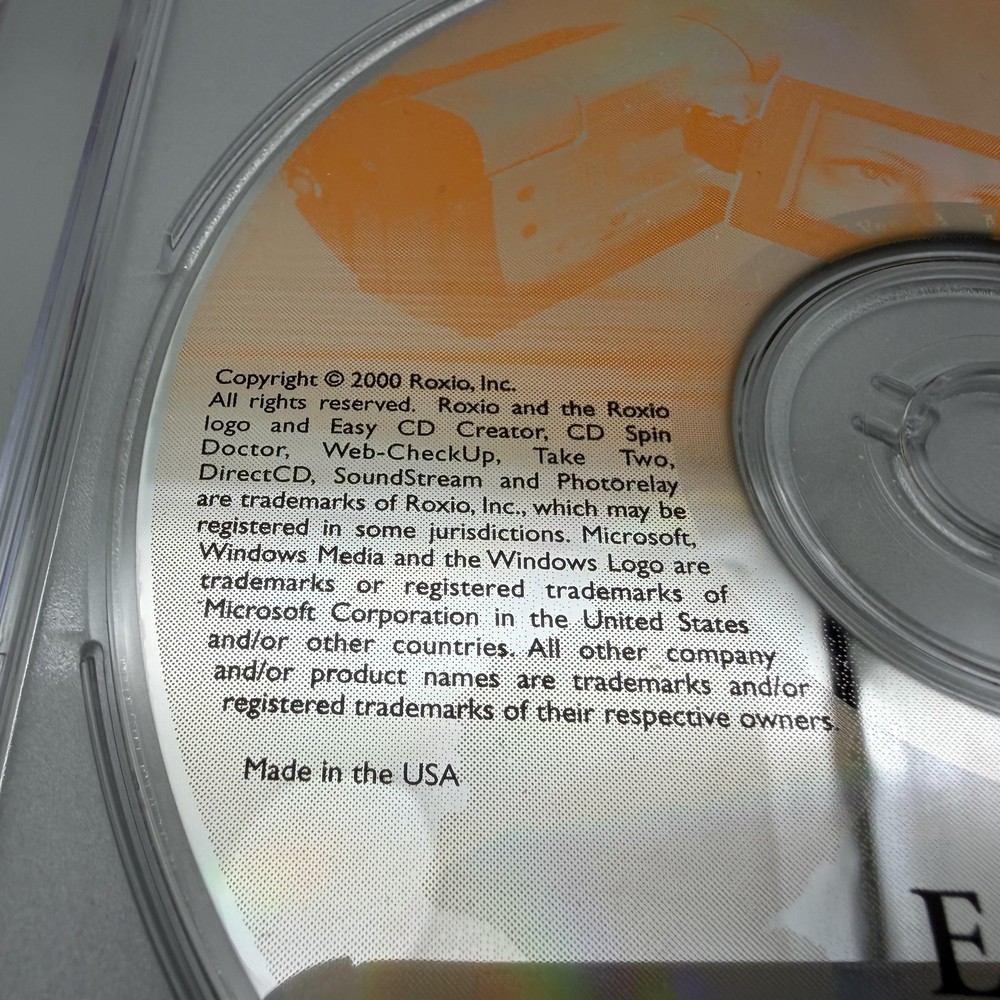 Copyright © 2000 Roxio, Inc.
All rights reserved. Roxio and the Roxio
logo and Easy CD Creator, CD Spin
Doctor, Web-CheckUp, Take Two,
DirectCD, SoundStream and Photorelay
are trademarks of Roxio, Inc., which may be
registered in some jurisdictions. Microsoft,
Windows Media and the Windows Logo are
trademarks or registered trademarks of
Microsoft Corporation in the United States
and/or other countries. All other company
and/or product names are trademarks and/or
registered trademarks of their respective owners.
Made in the USA
E